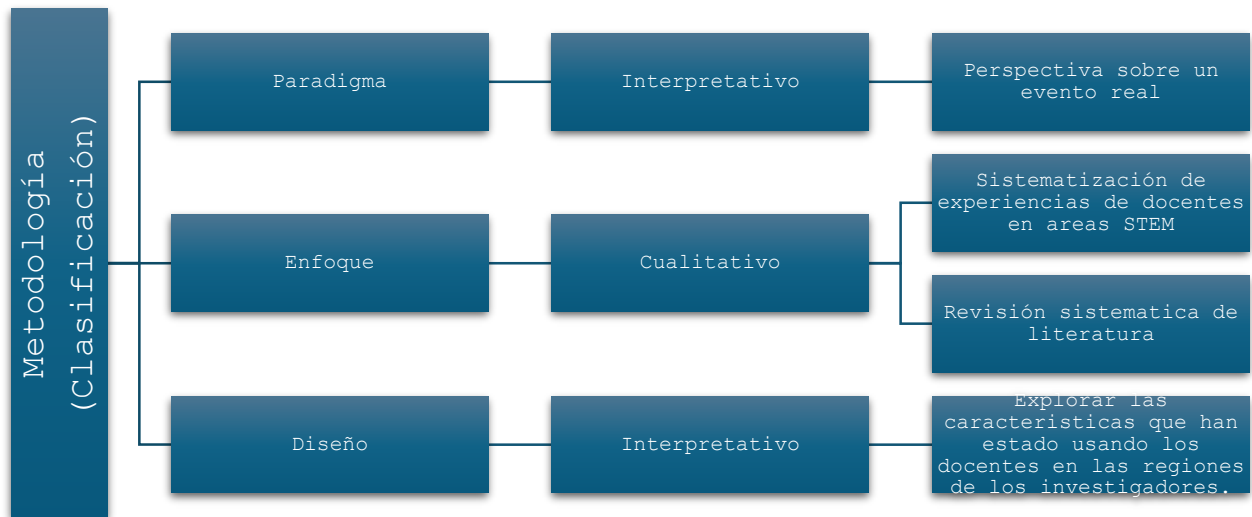 Metodología
(Clasificación)
Paradigma
Interpretativo
Perspectiva sobre un
evento real
Enfoque
Cualitativo
Sistematización de
experiencias de docentes
en areas STEM
Revisión sistematica de
literatura
Diseño
Interpretativo
Explorar las
caracteristicas que han
estado usando los
docentes en las regiones
de los investigadores.